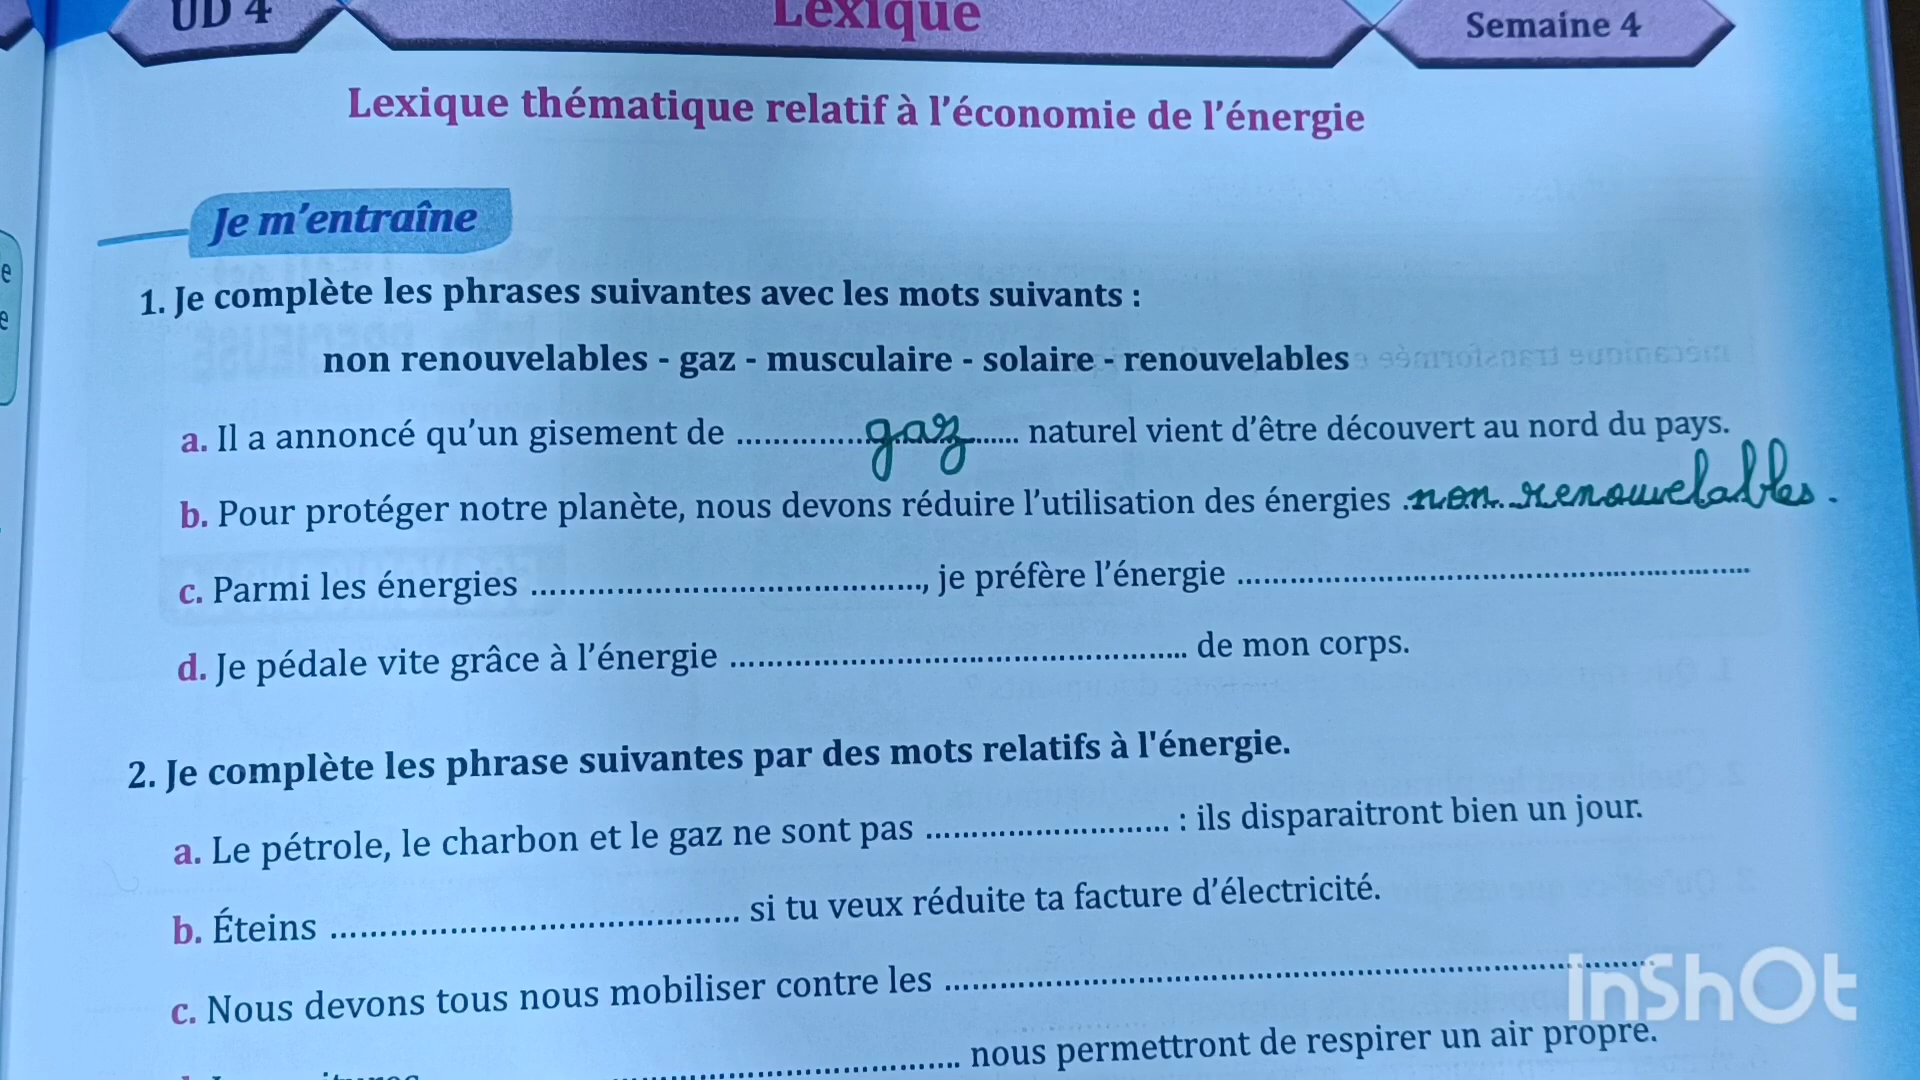 UD 4
Lexique
Semaine 4
Lexique thématique relatif à l'économie de l'énergie
Je m'entraîne
1. Je complète les phrases suivantes avec les mots suivants :
non renouvelables - gaz - musculaire - solaire - renouvelables
a. Il a annoncé qu'un gisement de .............gaz...... naturel vient d'être découvert au nord du pays.
b. Pour protéger notre planète, nous devons réduire l'utilisation des énergies non renouvelables.
c. Parmi les énergies ........................................, je préfère l'énergie ....................................................
d. Je pédale vite grâce à l'énergie .............................................. de mon corps.
2. Je complète les phrase suivantes par des mots relatifs à l'énergie.
a. Le pétrole, le charbon et le gaz ne sont pas ......................... : ils disparaitront bien un jour.
b. Éteins .......................................... si tu veux réduite ta facture d'électricité.
c. Nous devons tous nous mobiliser contre les ......................................................................
InShOt
................................... nous permettront de respirer un air propre.